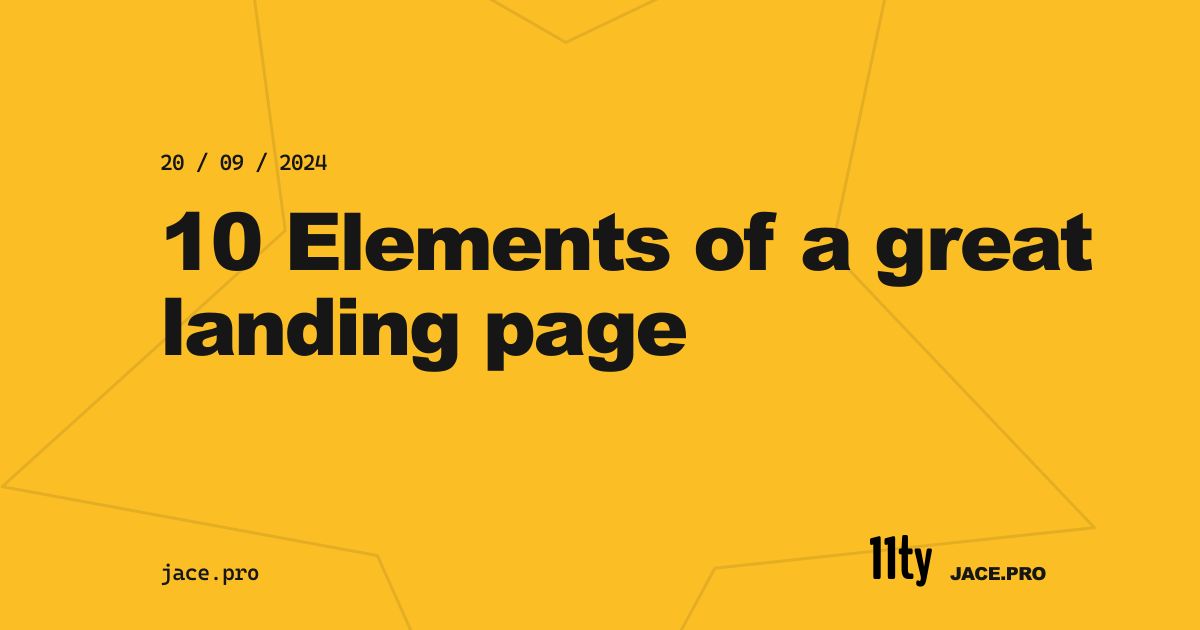 20 / 09 / 2024
10 Elements of a great
landing page
jace.pro
11ty JACE.PRO